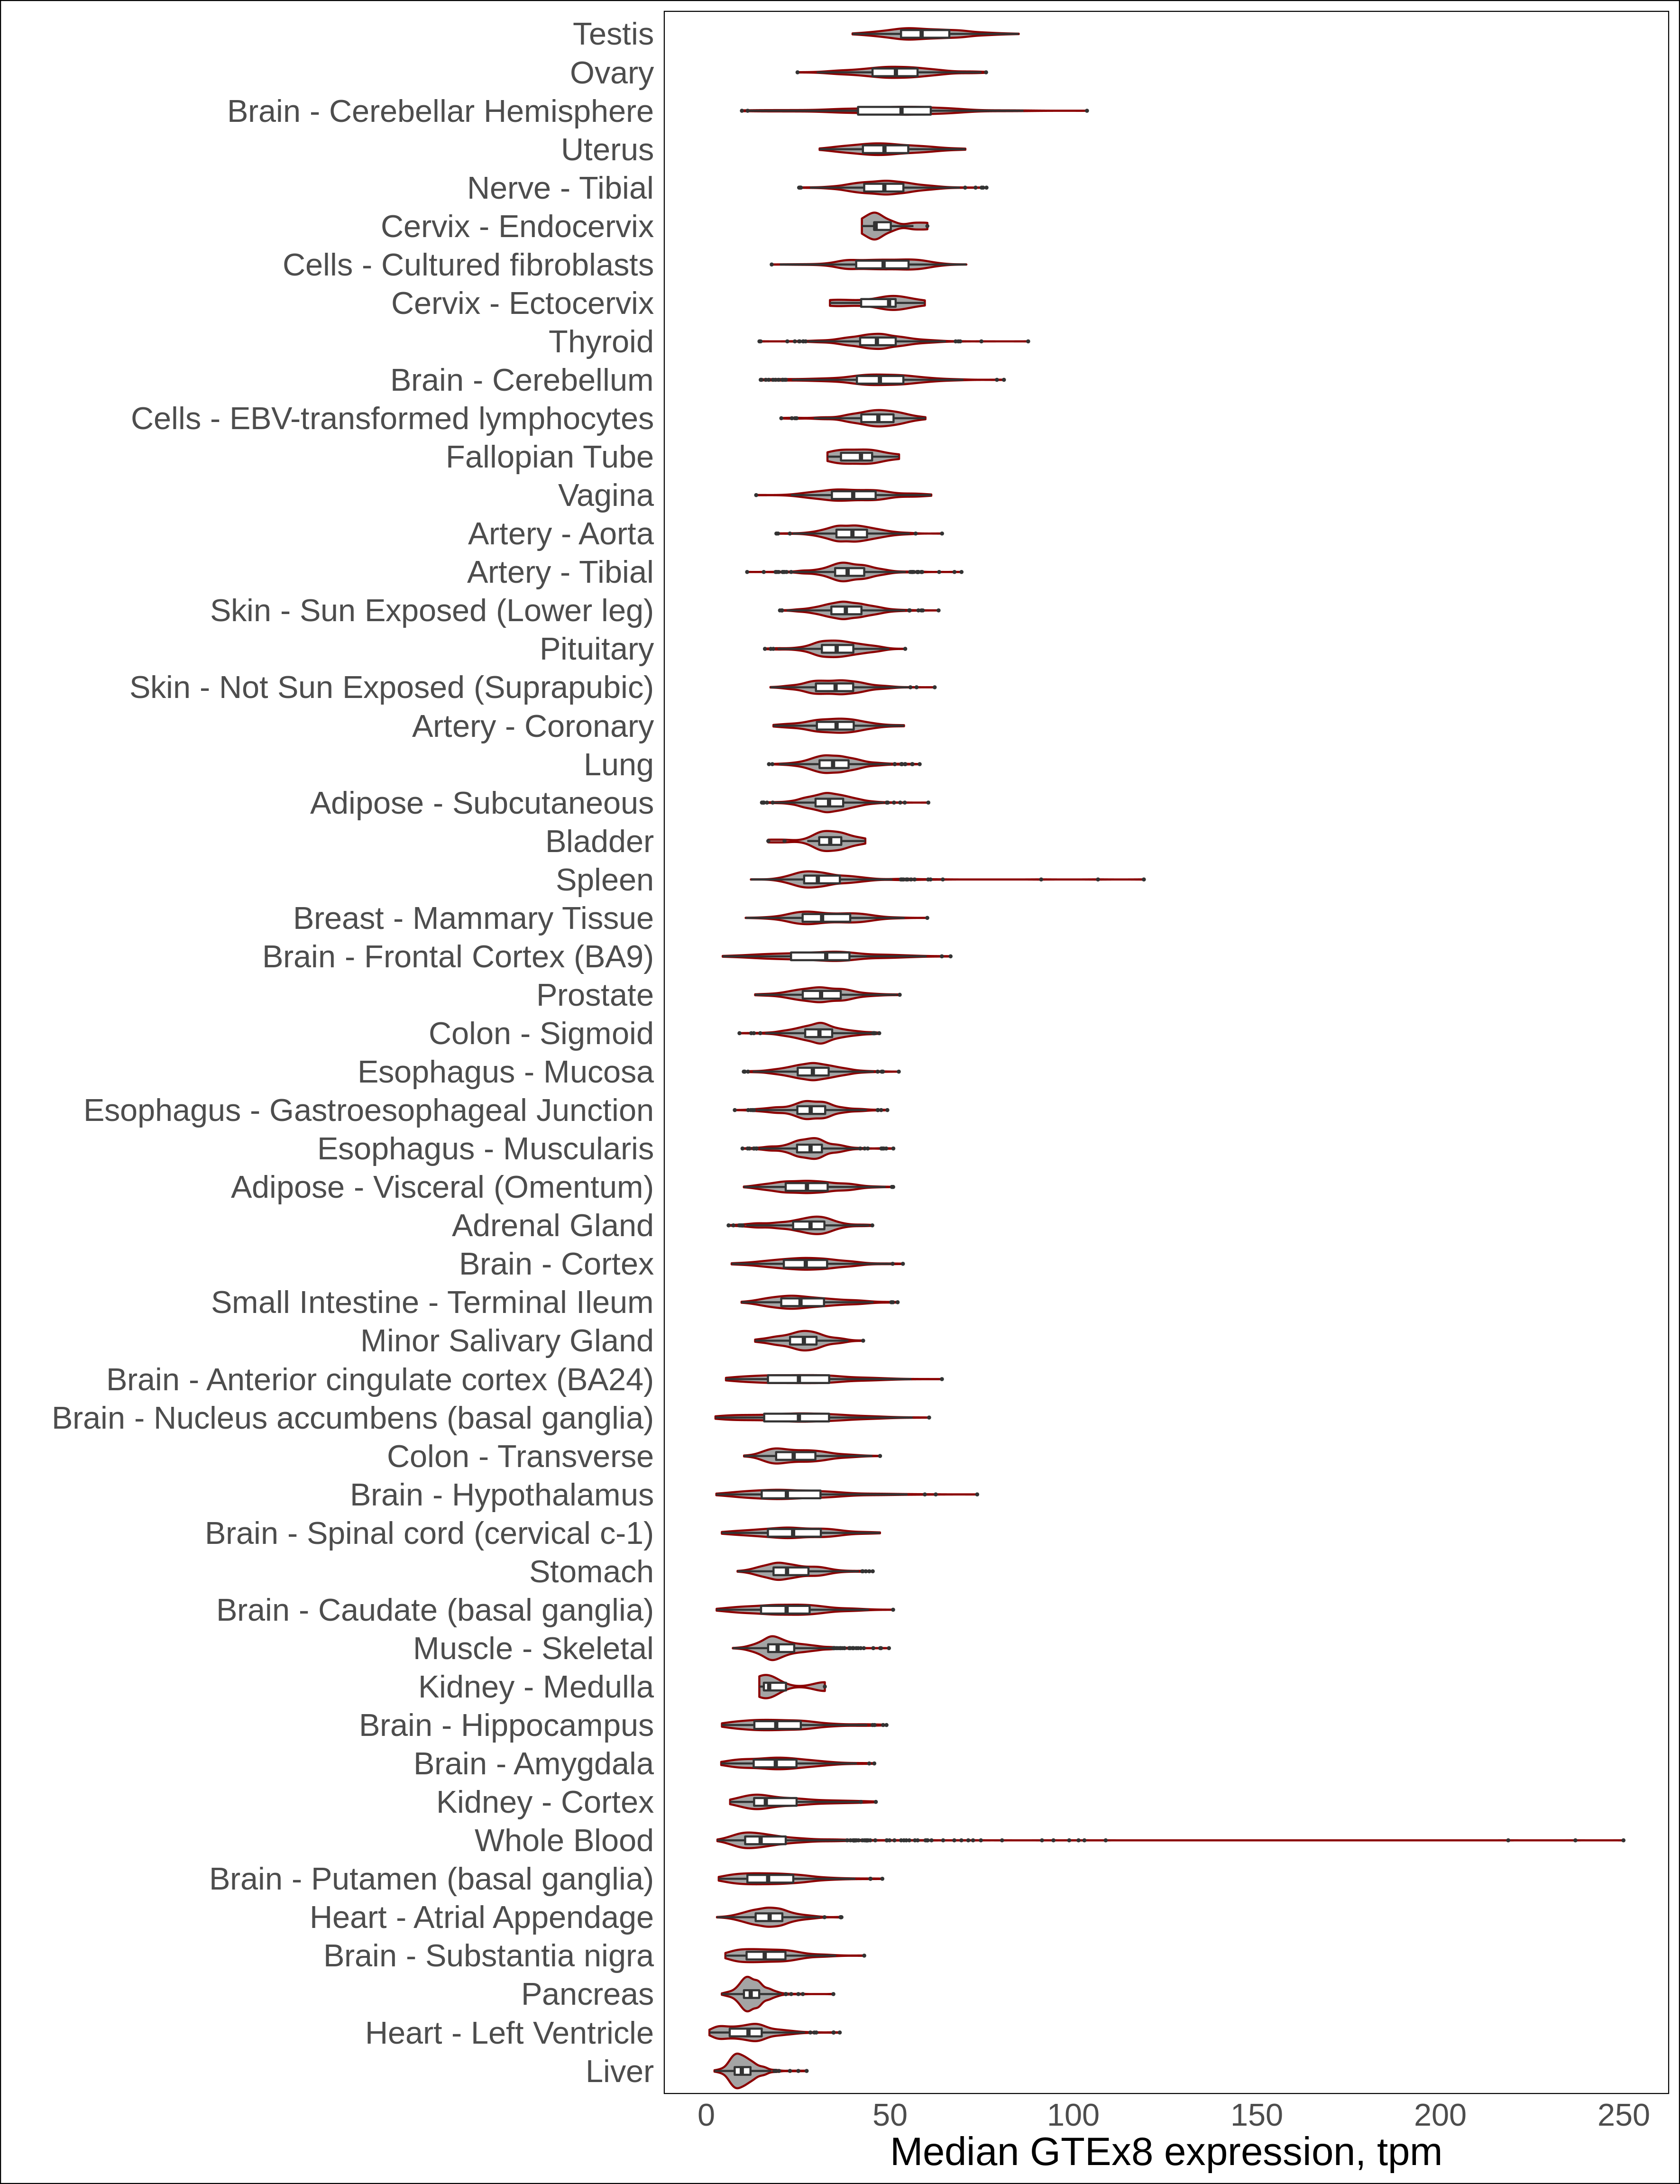 Testis
Ovary
Brain - Cerebellar Hemisphere
Uterus
Nerve - Tibial
Cervix - Endocervix
Cells - Cultured fibroblasts
Cervix - Ectocervix
Thyroid
Brain - Cerebellum
Cells - EBV-transformed lymphocytes
Fallopian Tube
Vagina
Artery - Aorta
Artery - Tibial
Skin - Sun Exposed (Lower leg)
Pituitary
Skin - Not Sun Exposed (Suprapubic)
Artery - Coronary
Lung
Adipose - Subcutaneous
Bladder
Spleen
Breast - Mammary Tissue
Brain - Frontal Cortex (BA9)
Prostate
Colon - Sigmoid
Esophagus - Mucosa
Esophagus - Gastroesophageal Junction
Esophagus - Muscularis
Adipose - Visceral (Omentum)
Adrenal Gland
Brain - Cortex
Small Intestine - Terminal Ileum
Minor Salivary Gland
Brain - Anterior cingulate cortex (BA24)
Brain - Nucleus accumbens (basal ganglia)
Colon - Transverse
Brain - Hypothalamus
Brain - Spinal cord (cervical c-1)
Stomach
Brain - Caudate (basal ganglia)
Muscle - Skeletal
Kidney - Medulla
Brain - Hippocampus
Brain - Amygdala
Kidney - Cortex
Whole Blood
Brain - Putamen (basal ganglia)
Heart - Atrial Appendage
Brain - Substantia nigra
Pancreas
Heart - Left Ventricle
Liver
0 50 100 150 200 250
Median GTEx8 expression, tpm